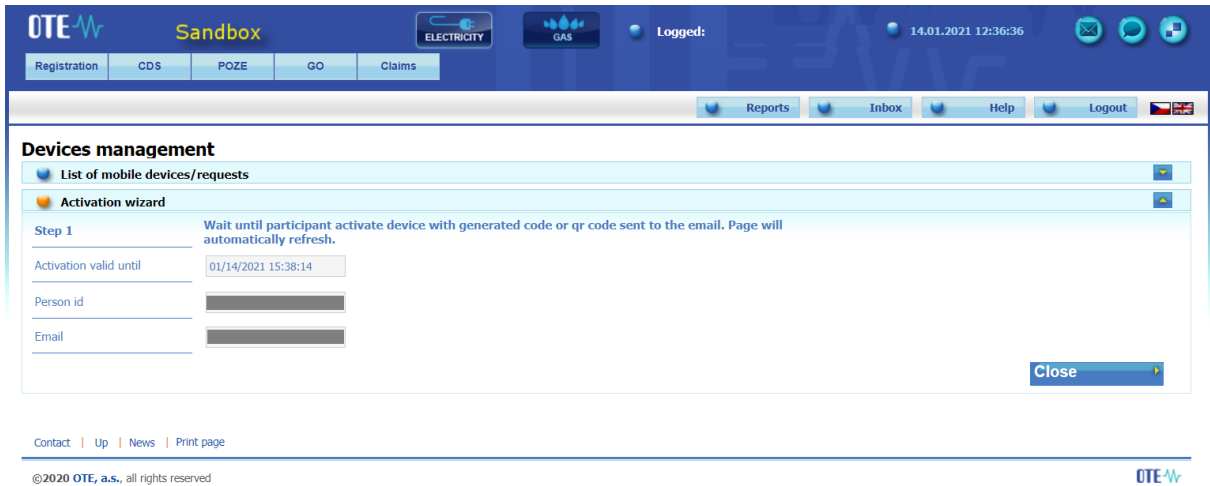 OTE
Sandbox
ELECTRICITY
GAS
Logged:
14.01.2021 12:36:36
Registration
CDS
POZE
GO
Claims
Reports
Inbox
Help
Logout
Devices management
List of mobile devices/requests
Activation wizard
Step 1
Wait until participant activate device with generated code or qr code sent to the email. Page will
automatically refresh.
Activation valid until
01/14/2021 15:38:14
Person id
Email
Close
Contact | Up | News | Print page
©2020 OTE, a.s., all rights reserved
OTE